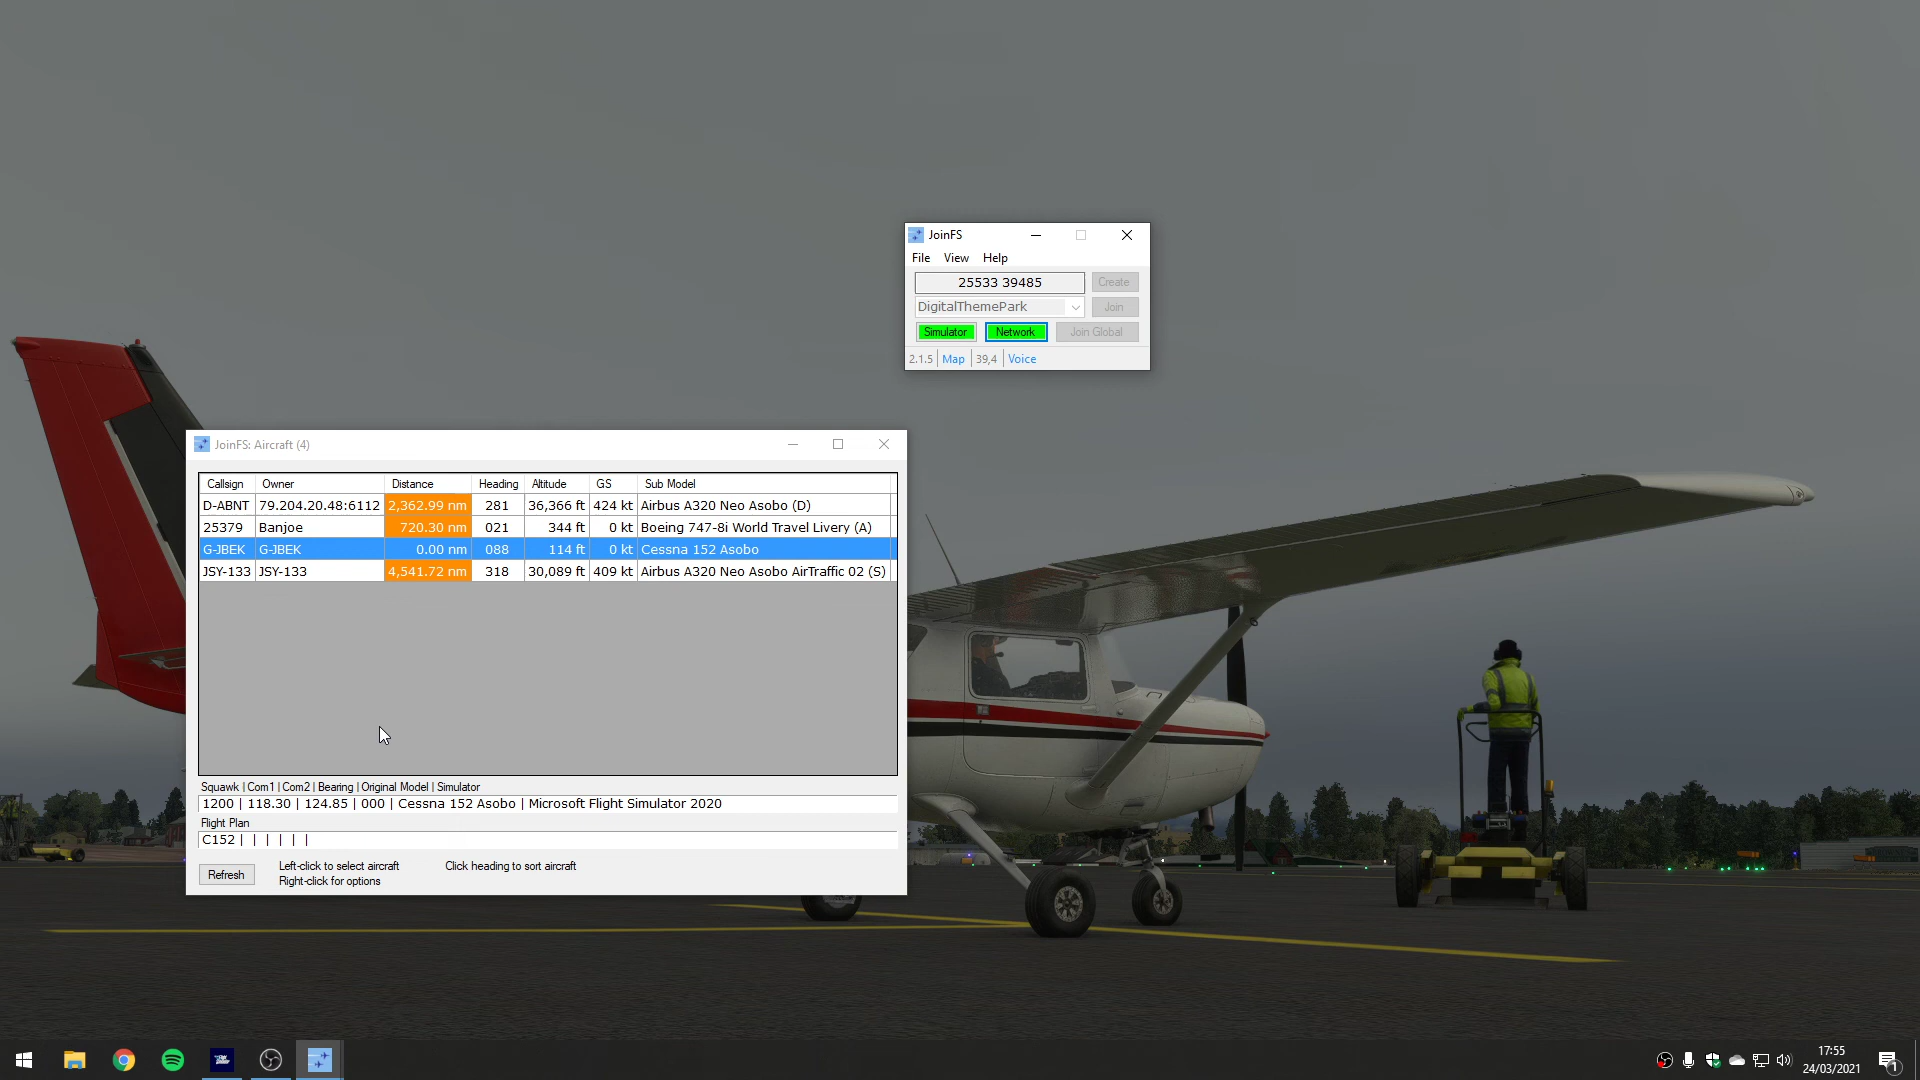 JoinFS
File View Help
25533 39485 Create
DigitalThemePark Join
Simulator Network Join Global
2.1.5 Map 39,4 Voice
JoinFS: Aircraft (4)
Callsign Owner Distance Heading Altitude GS Sub Model
D-ABNT 79.204.20.48:6112 2,362.99 nm 281 36,366 ft 424 kt Airbus A320 Neo Asobo (D)
25379 Banjoe 720.30 nm 021 344 ft 0 kt Boeing 747-8i World Travel Livery (A)
G-JBEK G-JBEK 0.00 nm 088 114 ft 0 kt Cessna 152 Asobo
JSY-133 JSY-133 4,541.72 nm 318 30,089 ft 409 kt Airbus A320 Neo Asobo AirTraffic 02 (S)
Squawk | Com1 | Com2 | Bearing | Original Model | Simulator
1200 | 118.30 | 124.85 | 000 | Cessna 152 Asobo | Microsoft Flight Simulator 2020
Flight Plan
C152 | | | | | |
Refresh
Left-click to select aircraft
Right-click for options
Click heading to sort aircraft
17:55
24/03/2021
1